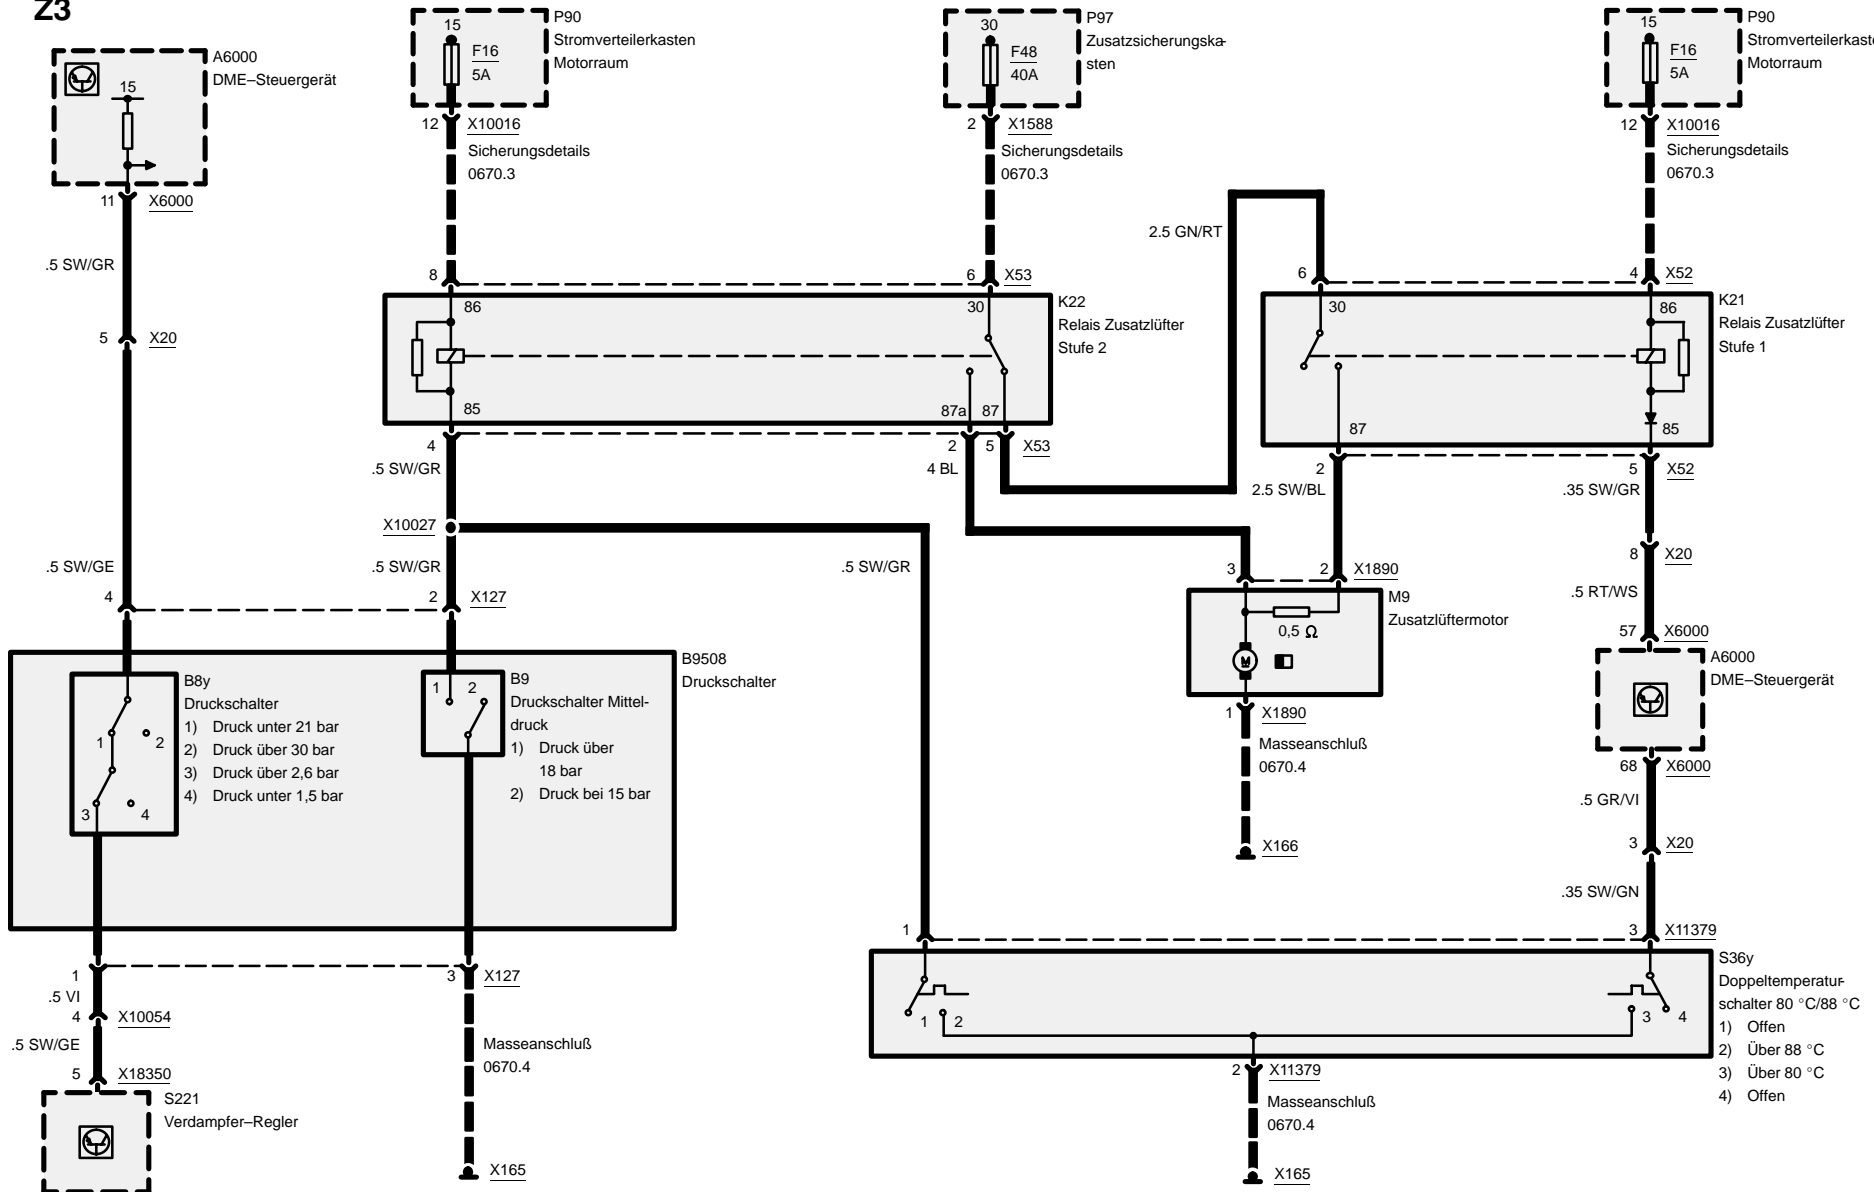 Z3
A6000
DME–Steuergerät
15
11 X6000
.5 SW/GR
5 X20
.5 SW/GE
4
P90
Stromverteilerkasten
Motorraum
15
F16
5A
12 X10016
Sicherungsdetails
0670.3
8
P97
Zusatzsicherungska-
sten
30
F48
40A
2 X1588
Sicherungsdetails
0670.3
6 X53
P90
Stromverteilerkaste
Motorraum
15
F16
5A
12 X10016
Sicherungsdetails
0670.3
2.5 GN/RT
6
4 X52
K22
Relais Zusatzlüfter
Stufe 2
86
30
85
87a 87
4
2 5 X53
.5 SW/GR
4 BL
K21
Relais Zusatzlüfter
Stufe 1
30
86
87
85
2
5 X52
2.5 SW/BL
.35 SW/GR
X10027
.5 SW/GR
.5 SW/GR
2 X127
8 X20
.5 RT/WS
57 X6000
3
2 X1890
M9
Zusatzlüftermotor
0,5 Ω
M
1 X1890
Masseanschluß
0670.4
X166
A6000
DME–Steuergerät
68 X6000
.5 GR/VI
3 X20
.35 SW/GN
B9508
Druckschalter
B8y
Druckschalter
1) Druck unter 21 bar
2) Druck über 30 bar
3) Druck über 2,6 bar
4) Druck unter 1,5 bar
1 2
3 4
B9
Druckschalter Mittel-
druck
1) Druck über
18 bar
2) Druck bei 15 bar
1 2
1
3 X127
.5 VI
4 X10054
.5 SW/GE
5 X18350
S221
Verdampfer–Regler
Masseanschluß
0670.4
X165
1
3 X11379
S36y
Doppeltemperatur-
schalter 80 °C/88 °C
1) Offen
2) Über 88 °C
3) Über 80 °C
4) Offen
1 2
3 4
2 X11379
Masseanschluß
0670.4
X165